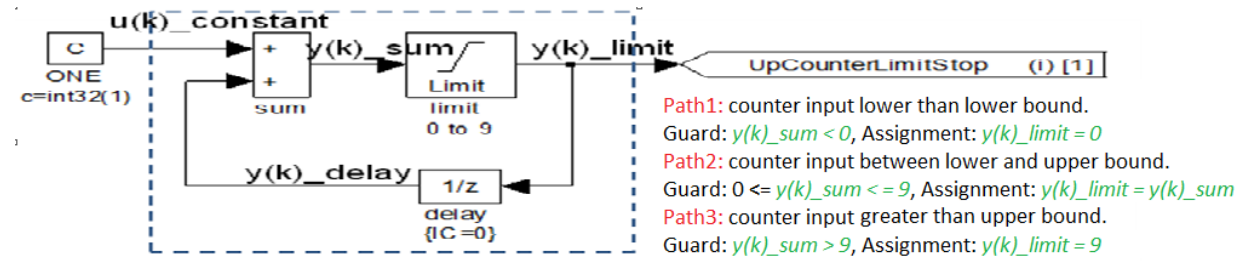 u(k)_constant
C
ONE
c=int32(1)
+
+
sum
y(k)_sum
Limit
limit
0 to 9
y(k)_limit
UpCounterLimitStop (i) [1]
y(k)_delay
1/z
delay
{IC=0}
Path1: counter input lower than lower bound.
Guard: y(k)_sum < 0, Assignment: y(k)_limit = 0
Path2: counter input between lower and upper bound.
Guard: 0 <= y(k)_sum < = 9, Assignment: y(k)_limit = y(k)_sum
Path3: counter input greater than upper bound.
Guard: y(k)_sum > 9, Assignment: y(k)_limit = 9